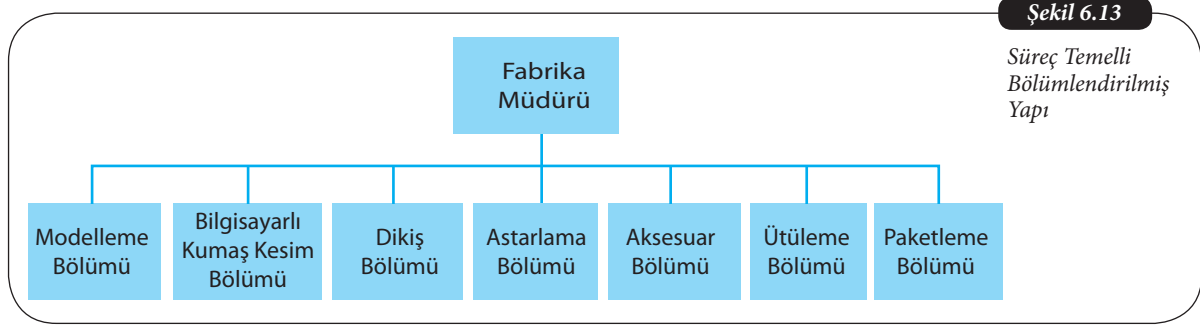 Şekil 6.13
Süreç Temelli
Bölümlendirilmiş
Yapı
Fabrika
Müdürü
Modelleme
Bölümü
Bilgisayarlı
Kumaş Kesim
Bölümü
Dikiş
Bölümü
Astarlama
Bölümü
Aksesuar
Bölümü
Ütüleme
Bölümü
Paketleme
Bölümü